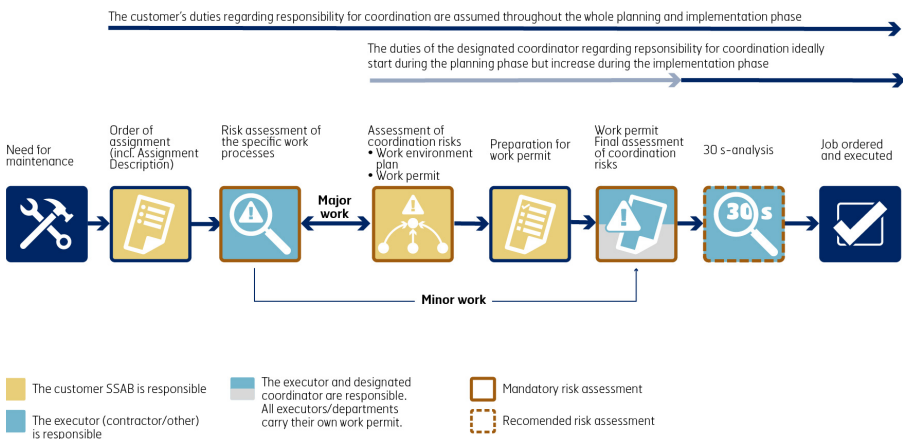 The customer's duties regarding responsibility for coordination are assumed throughout the whole planning and implementation phase
The duties of the designated coordinator regarding repsonsibility for coordination ideally
start during the planning phase but increase during the implementation phase
Need for
maintenance
Order of
assignment
(incl. Assignment
Description)
Risk assessment of
the specific work
processes
Assessment of
coordination risks
• Work environment
plan
• Work permit
Preparation for
work permit
Work permit
Final assessment
of coordination
risks
30 s-analysis
Job ordered
and executed
Major
work
30 s
Minor work
The customer SSAB is responsible
The executor (contractor/other)
is responsible
The executor and designated
coordinator are responsible.
All executors/departments
carry their own work permit.
Mandatory risk assessment
Recomended risk assessment